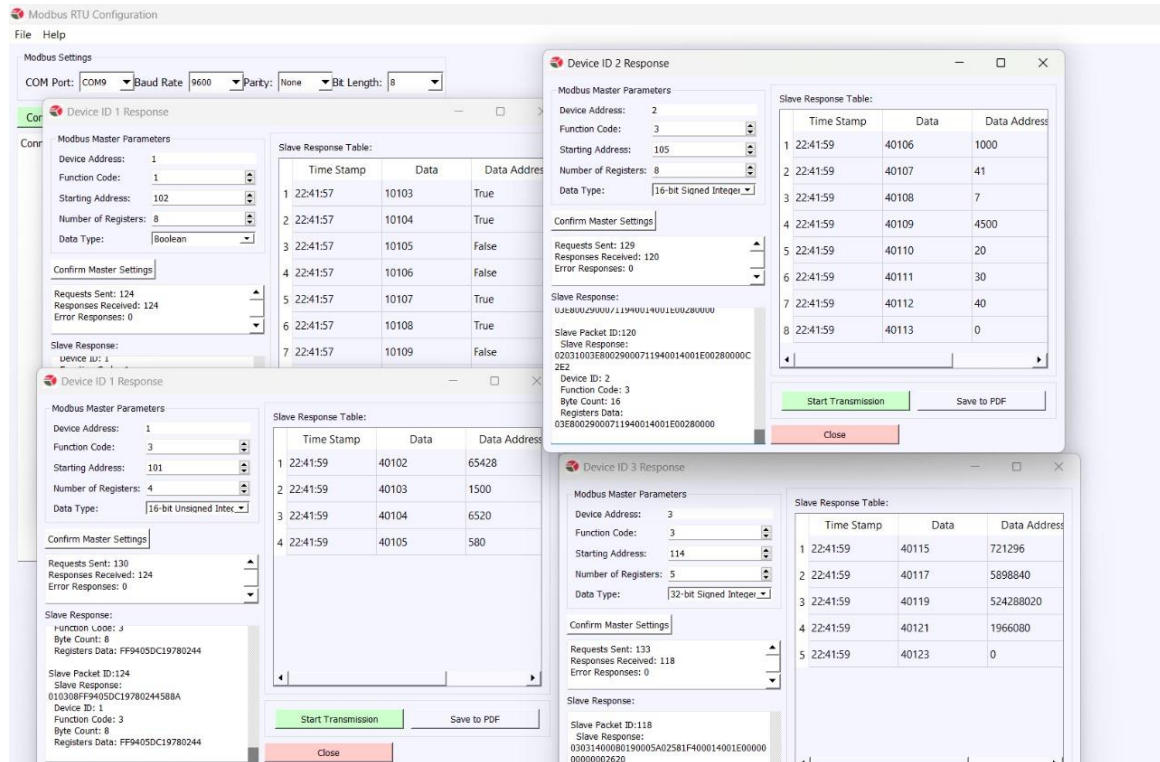 Modbus RTU Configuration
File Help
Modbus Settings
COM Port: COM9 Baud Rate 9600 Parity: None Bit Length: 8
Device ID 1 Response
Modbus Master Parameters
Device Address: 1
Function Code: 1
Starting Address: 102
Number of Registers: 8
Data Type: Boolean
Confirm Master Settings
Requests Sent: 124
Responses Received: 124
Error Responses: 0
Slave Response:
Device ID: 1
Slave Response Table:
Time Stamp Data Data Addres
1 22:41:57 10103 True
2 22:41:57 10104 True
3 22:41:57 10105 False
4 22:41:57 10106 False
5 22:41:57 10107 True
6 22:41:57 10108 True
7 22:41:57 10109 False
Device ID 2 Response
Modbus Master Parameters
Device Address: 2
Function Code: 3
Starting Address: 105
Number of Registers: 8
Data Type: 16-bit Signed Integer
Confirm Master Settings
Requests Sent: 129
Responses Received: 120
Error Responses: 0
Slave Response:
03E80029000711940014001E00280000
Slave Packet ID:120
Slave Response:
02031003E80029000711940014001E00280000C
2E2
Device ID: 2
Function Code: 3
Byte Count: 16
Registers Data:
03E80029000711940014001E00280000
Slave Response Table:
Time Stamp Data Data Address
1 22:41:59 40106 1000
2 22:41:59 40107 41
3 22:41:59 40108 7
4 22:41:59 40109 4500
5 22:41:59 40110 20
6 22:41:59 40111 30
7 22:41:59 40112 40
8 22:41:59 40113 0
Start Transmission Save to PDF
Close
Device ID 1 Response
Modbus Master Parameters
Device Address: 1
Function Code: 3
Starting Address: 101
Number of Registers: 4
Data Type: 16-bit Unsigned Intec
Confirm Master Settings
Requests Sent: 130
Responses Received: 124
Error Responses: 0
Slave Response:
Function Code: 3
Byte Count: 8
Registers Data: FF9405DC19780244
Slave Packet ID:124
Slave Response:
010308FF9405DC19780244588A
Device ID: 1
Function Code: 3
Byte Count: 8
Registers Data: FF9405DC19780244
Slave Response Table:
Time Stamp Data Data Address
1 22:41:59 40102 65428
2 22:41:59 40103 1500
3 22:41:59 40104 6520
4 22:41:59 40105 580
Start Transmission Save to PDF
Close
Device ID 3 Response
Modbus Master Parameters
Device Address: 3
Function Code: 3
Starting Address: 114
Number of Registers: 5
Data Type: 32-bit Signed Integer
Confirm Master Settings
Requests Sent: 133
Responses Received: 118
Error Responses: 0
Slave Response:
Slave Packet ID:118
Slave Response:
03031400080190005A02581F400014001E00000
00000002620
Slave Response Table:
Time Stamp Data Data Address
1 22:41:59 40115 721296
2 22:41:59 40117 5898840
3 22:41:59 40119 524288020
4 22:41:59 40121 1966080
5 22:41:59 40123 0